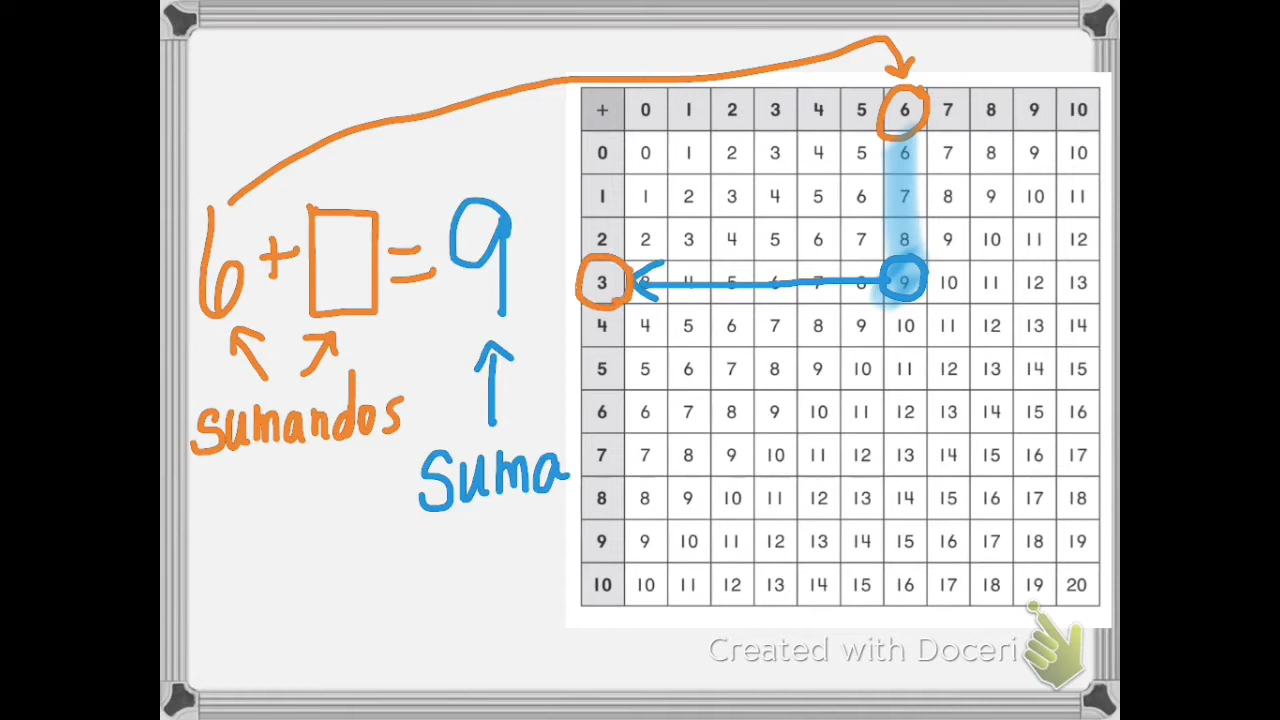 6 + = 9
sumandos
suma
+ 0 1 2 3 4 5 6 7 8 9 10
0 0 1 2 3 4 5 6 7 8 9 10
1 1 2 3 4 5 6 7 8 9 10 11
2 2 3 4 5 6 7 8 9 10 11 12
3 3 4 5 6 7 8 9 10 11 12 13
4 4 5 6 7 8 9 10 11 12 13 14
5 5 6 7 8 9 10 11 12 13 14 15
6 6 7 8 9 10 11 12 13 14 15 16
7 7 8 9 10 11 12 13 14 15 16 17
8 8 9 10 11 12 13 14 15 16 17 18
9 9 10 11 12 13 14 15 16 17 18 19
10 10 11 12 13 14 15 16 17 18 19 20
Created with Doceri